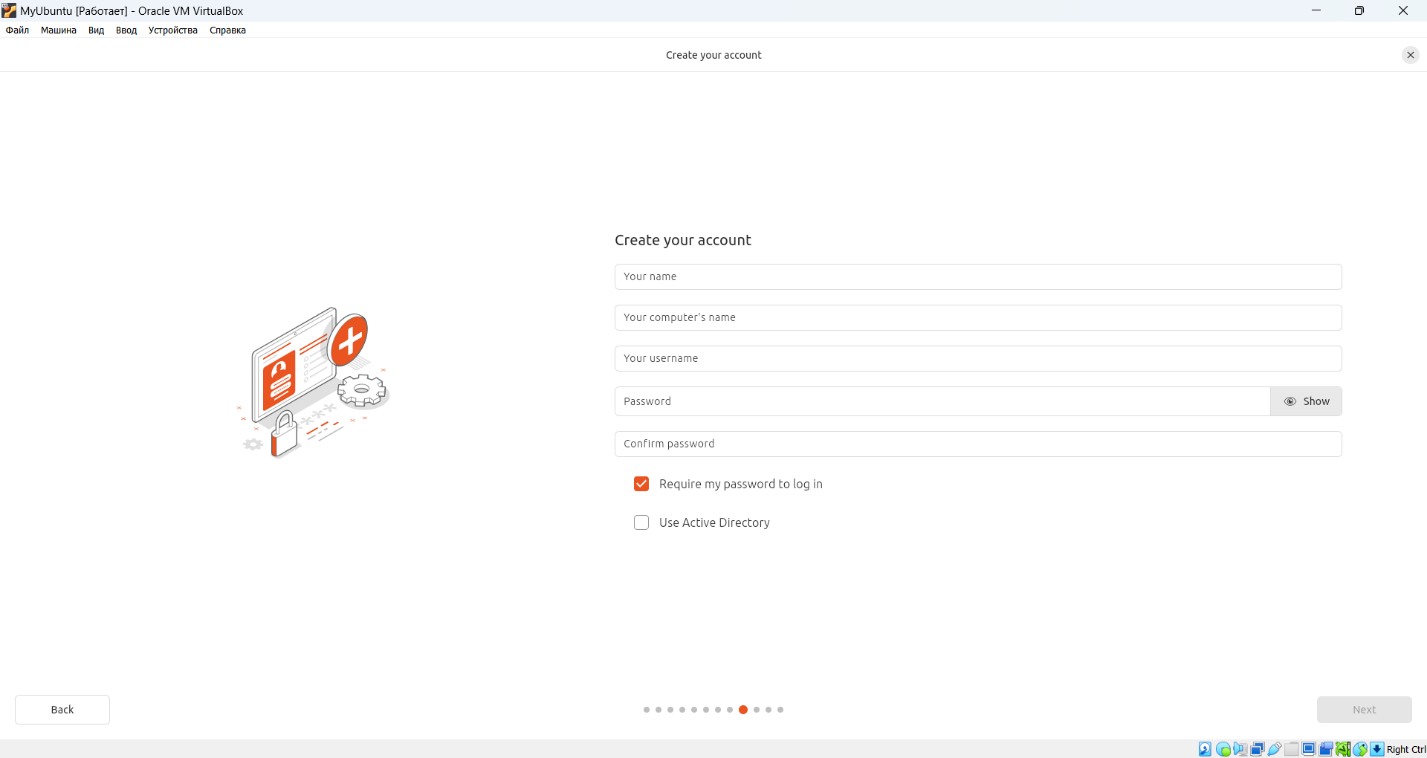 MyUbuntu [Работает] - Oracle VM VirtualBox
Файл Машина Вид Ввод Устройства Справка
Create your account
Create your account
Your name
Your computer's name
Your username
Password Show
Confirm password
Require my password to log in
Use Active Directory
Back Next
Right Ctrl